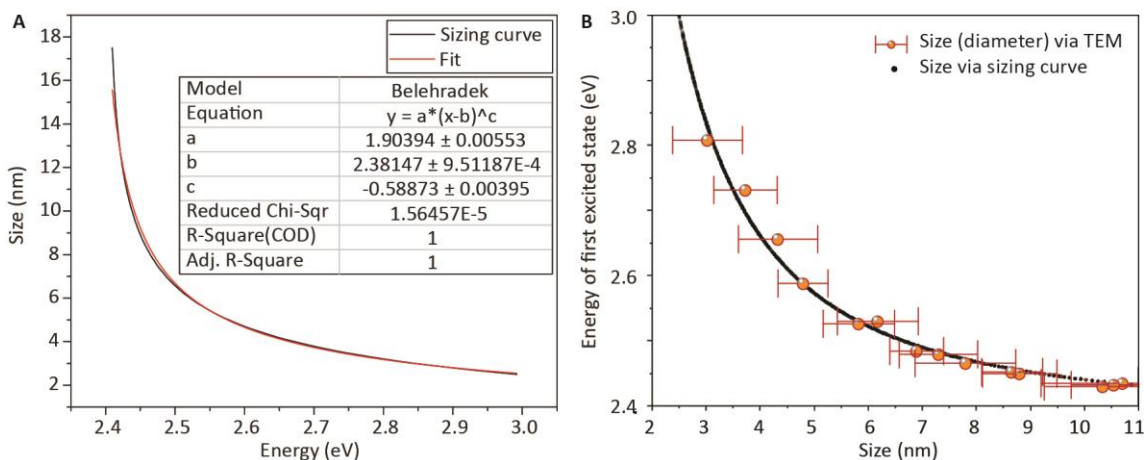 A
Size (nm)
18
16
14
12
10
8
6
4
2
2.4
2.5
2.6
2.7
2.8
2.9
3.0
Energy (eV)
Sizing curve
Fit
Model Belehradek
Equation y = a*(x-b)^c
a 1.90394 ± 0.00553
b 2.38147 ± 9.51187E-4
c -0.58873 ± 0.00395
Reduced Chi-Sqr 1.56457E-5
R-Square(COD) 1
Adj. R-Square 1
B
Energy of first excited state (eV)
3.0
2.8
2.6
2.4
2
3
4
5
6
7
8
9
10
11
Size (nm)
Size (diameter) via TEM
Size via sizing curve